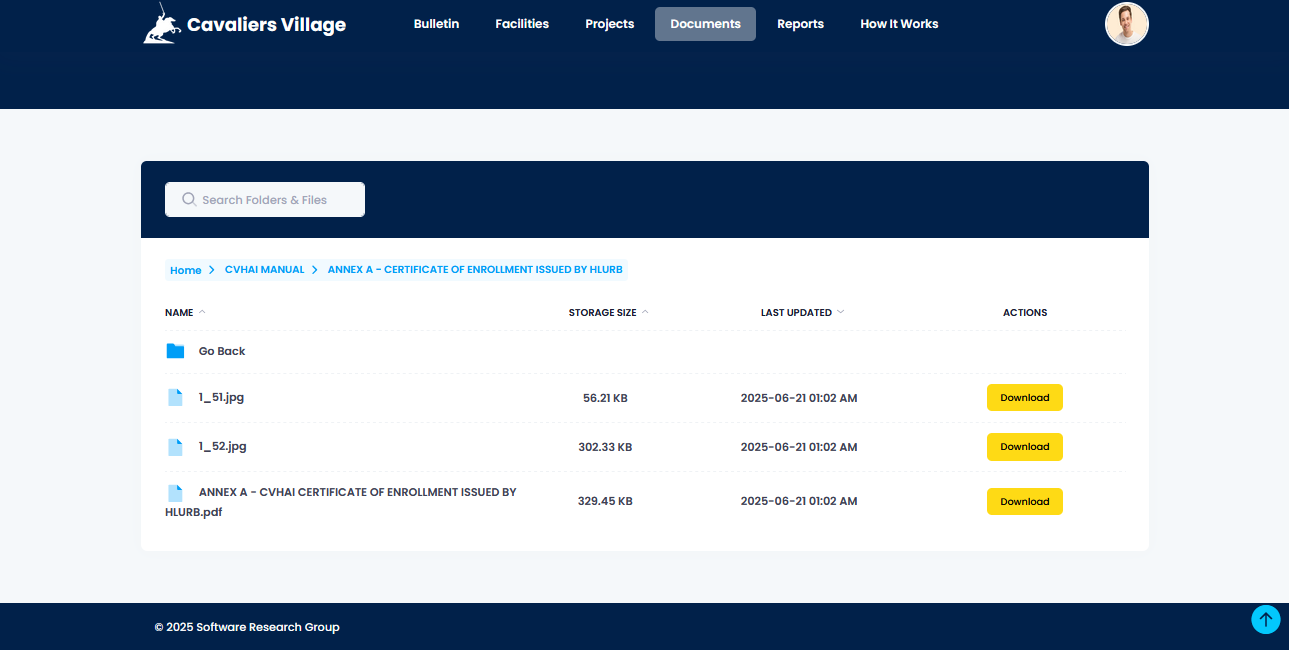 Cavaliers Village
Bulletin
Facilities
Projects
Documents
Reports
How It Works
Search Folders & Files
Home
CVHAI MANUAL
ANNEX A - CERTIFICATE OF ENROLLMENT ISSUED BY HLURB
NAME
STORAGE SIZE
LAST UPDATED
ACTIONS
Go Back
1_51.jpg
56.21 KB
2025-06-21 01:02 AM
Download
1_52.jpg
302.33 KB
2025-06-21 01:02 AM
Download
ANNEX A - CVHAI CERTIFICATE OF ENROLLMENT ISSUED BY
HLURB.pdf
329.45 KB
2025-06-21 01:02 AM
Download
© 2025 Software Research Group